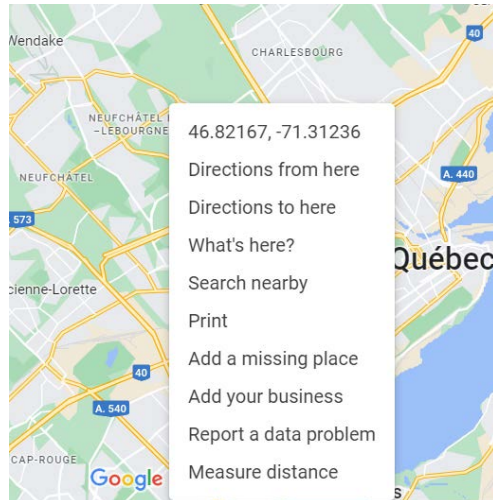 Wendake
40
CHARLESBOURG
NEUFCHÂTEL
-LEBOURGNE
46.82167, -71.31236
Directions from here
NEUFCHÂTEL
A. 440
Directions to here
573
What's here?
Québec
Search nearby
cienne-Lorette
Print
Add a missing place
40
Add your business
A. 540
Report a data problem
CAP-ROUGE
Google
Measure distance
s